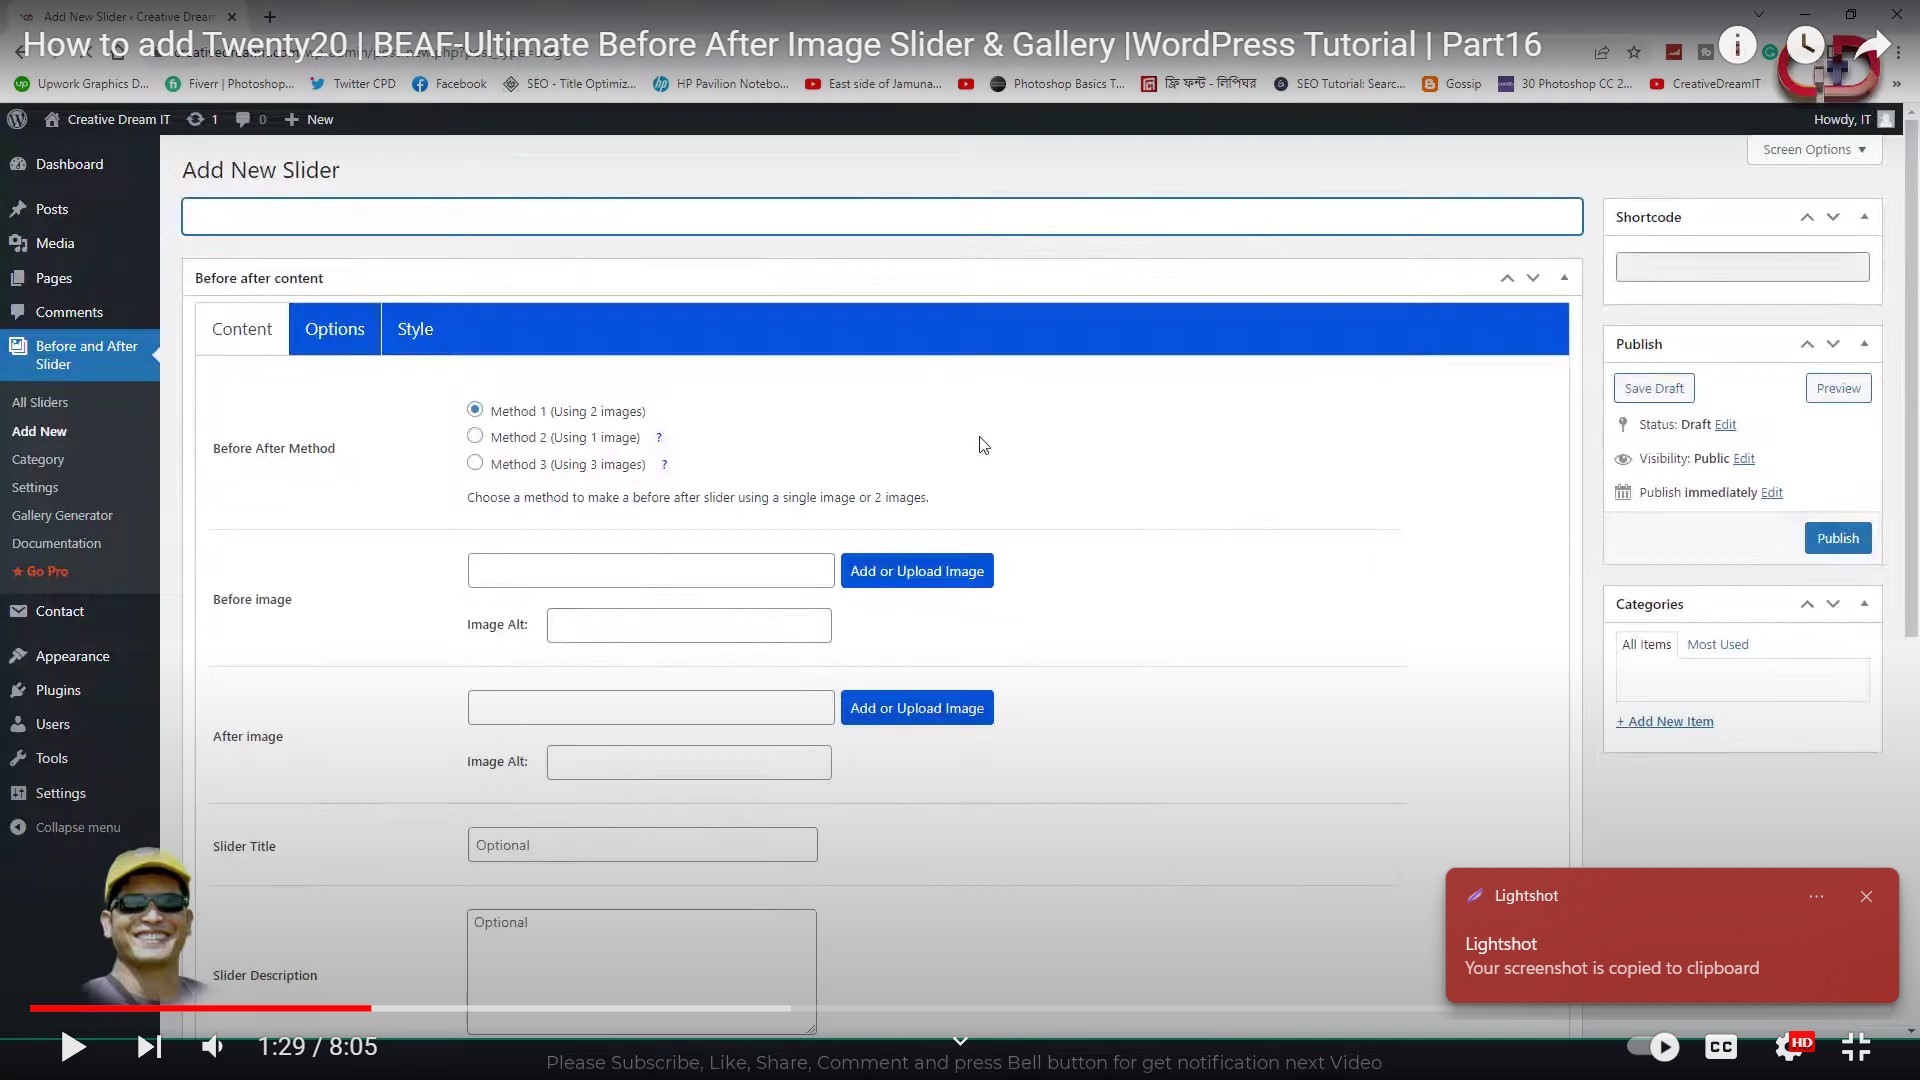 Add New Slider ‹ Creative Dream
How to add Twenty20 | BEAF-Ultimate Before After Image Slider & Gallery |WordPress Tutorial | Part16
Upwork Graphics D...
Fiverr | Photoshop...
Twitter CPD
Facebook
SEO - Title Optimiz...
HP Pavilion Notebo...
East side of Jamuna...
Photoshop Basics T...
ফ্রি ফন্ট - লিপিঘর
SEO Tutorial: Searc...
Gossip
30 Photoshop CC 2...
CreativeDreamIT
Creative Dream IT
1
0
New
Howdy, IT
Screen Options
Dashboard
Posts
Media
Pages
Comments
Before and After
Slider
All Sliders
Add New
Category
Settings
Gallery Generator
Documentation
Go Pro
Contact
Appearance
Plugins
Users
Tools
Settings
Collapse menu
Add New Slider
Before after content
Content
Options
Style
Before After Method
Method 1 (Using 2 images)
Method 2 (Using 1 image) ?
Method 3 (Using 3 images) ?
Choose a method to make a before after slider using a single image or 2 images.
Before image
Add or Upload Image
Image Alt:
After image
Add or Upload Image
Image Alt:
Slider Title
Optional
Slider Description
Optional
Shortcode
Publish
Save Draft
Preview
Status: Draft Edit
Visibility: Public Edit
Publish immediately Edit
Publish
Categories
All Items
Most Used
+ Add New Item
Lightshot
Lightshot
Your screenshot is copied to clipboard
1:29 / 8:05
CC
HD
Please Subscribe, Like, Share, Comment and press Bell button for get notification next Video